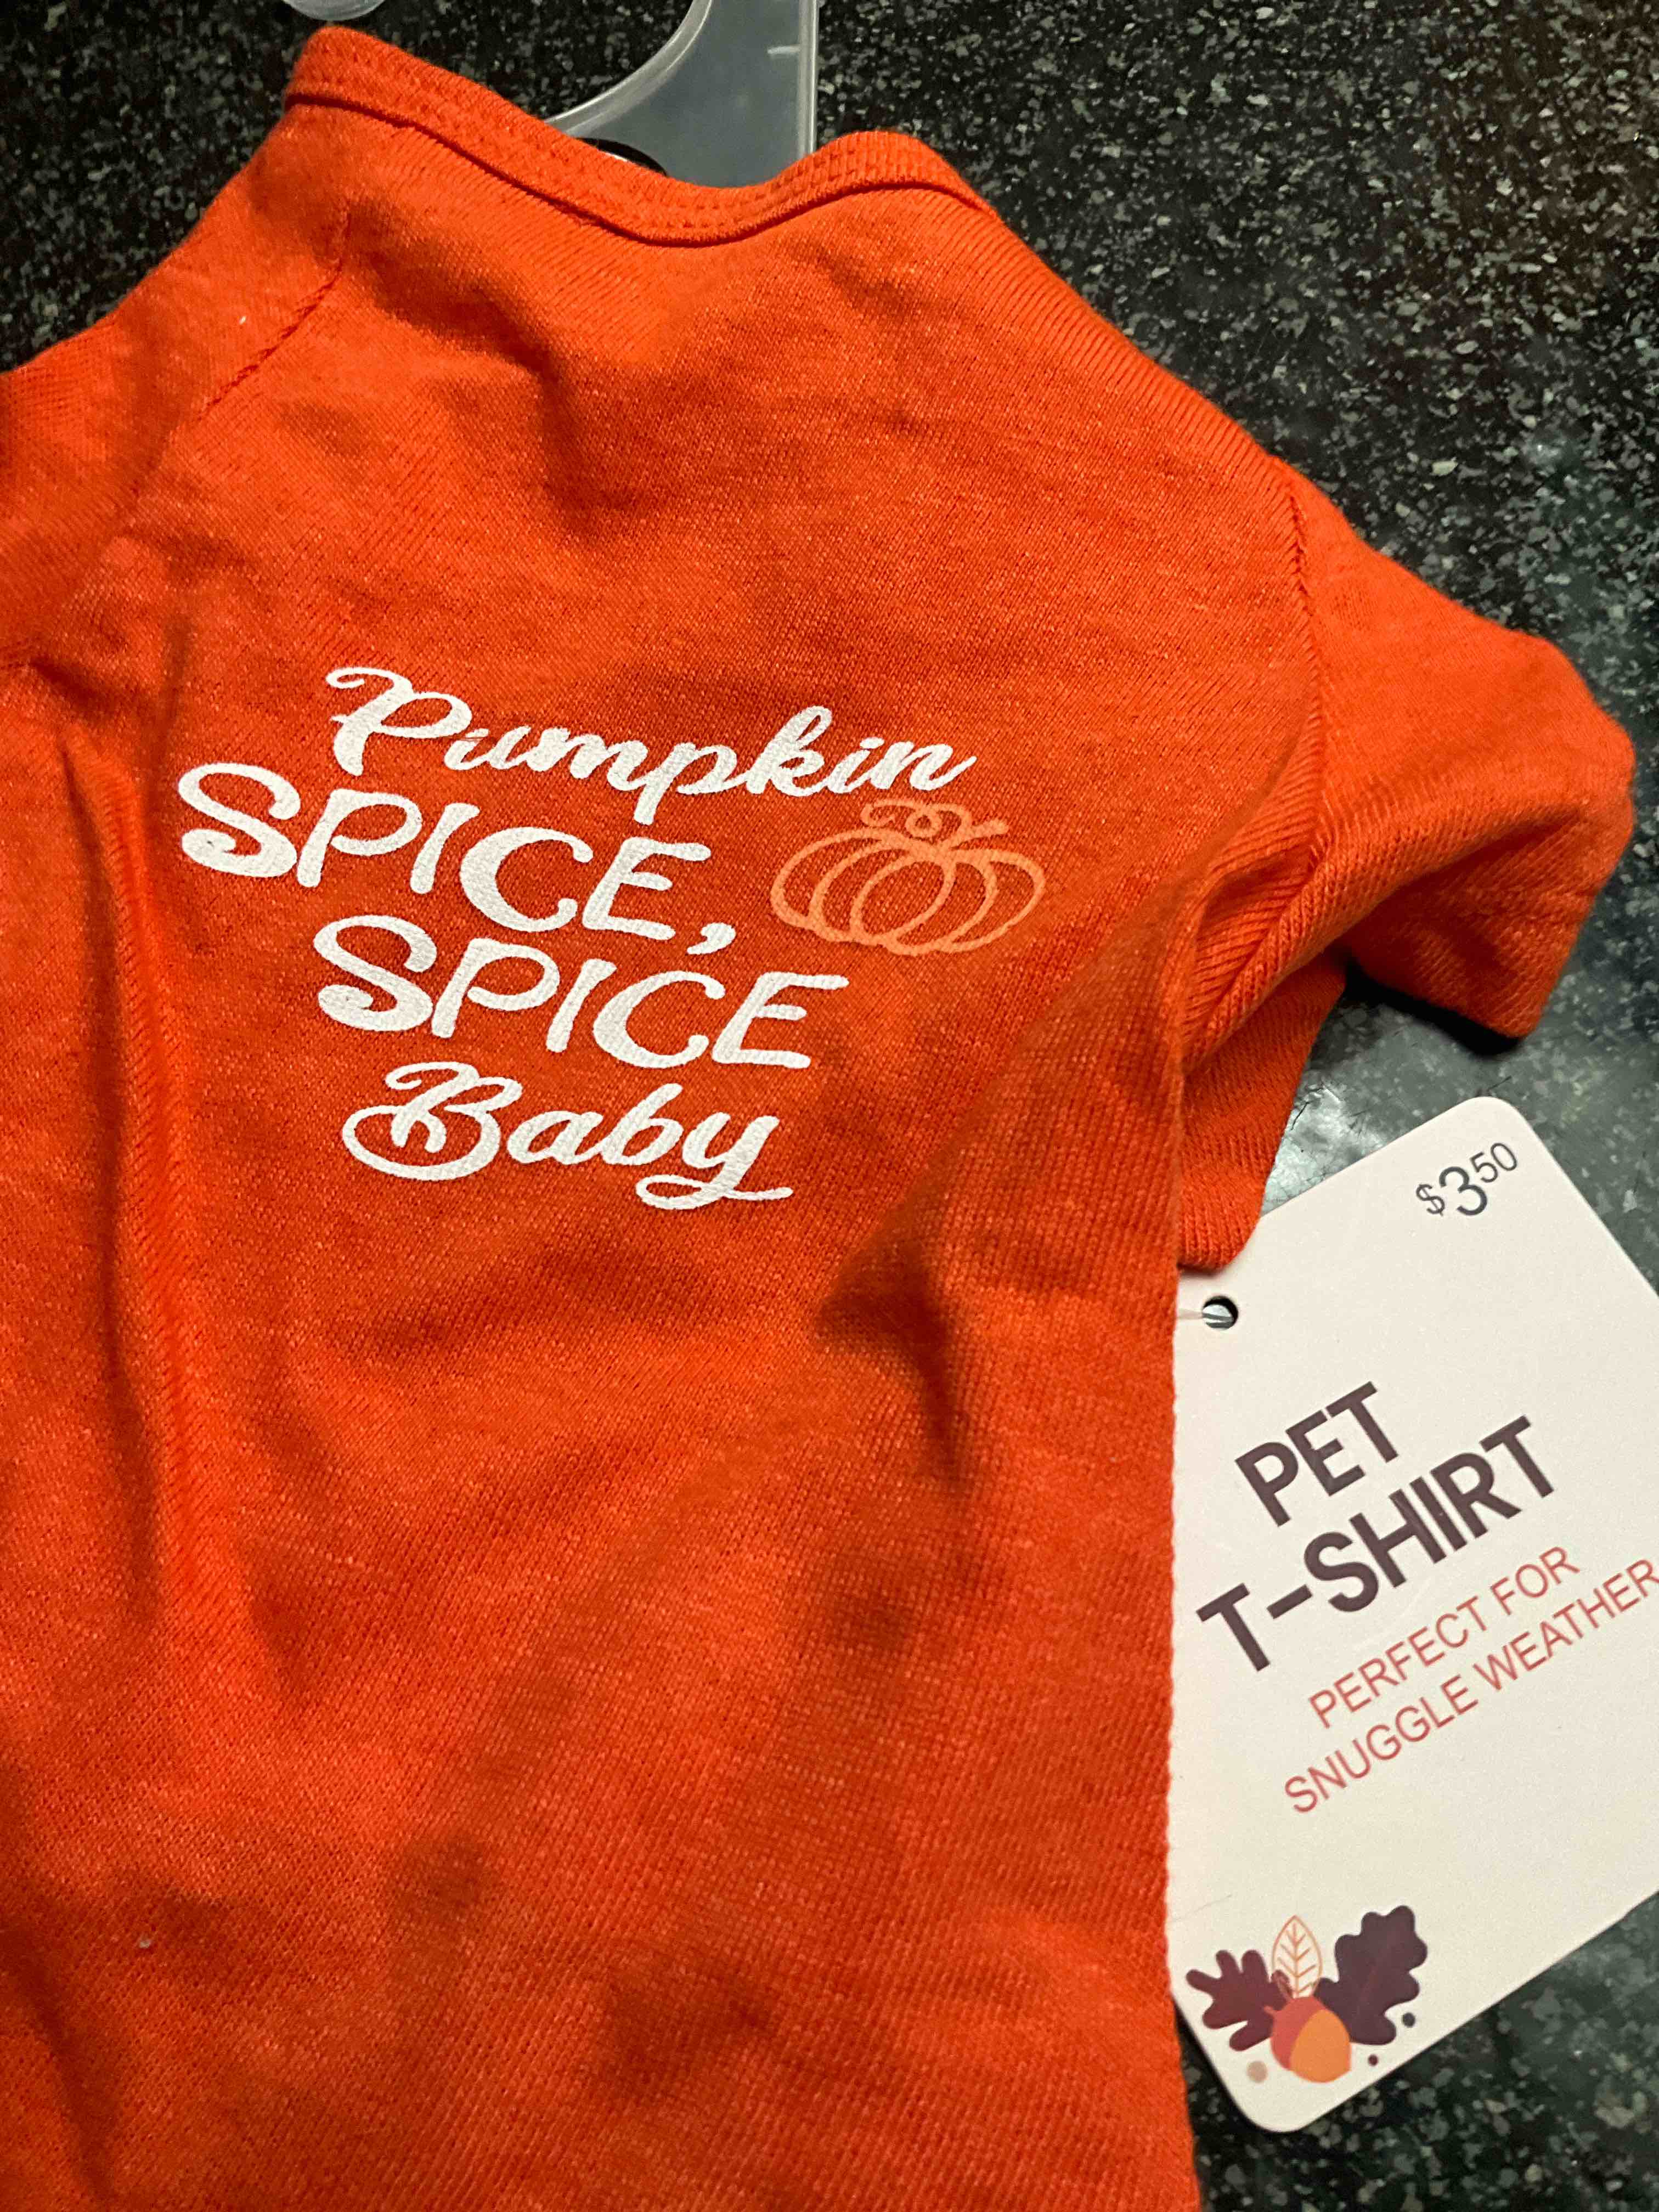 Pumpkin
SPICE,
SPICE
Baby
$3.50
PET
T-SHIRT
PERFECT FOR
SNUGGLE WEATHER